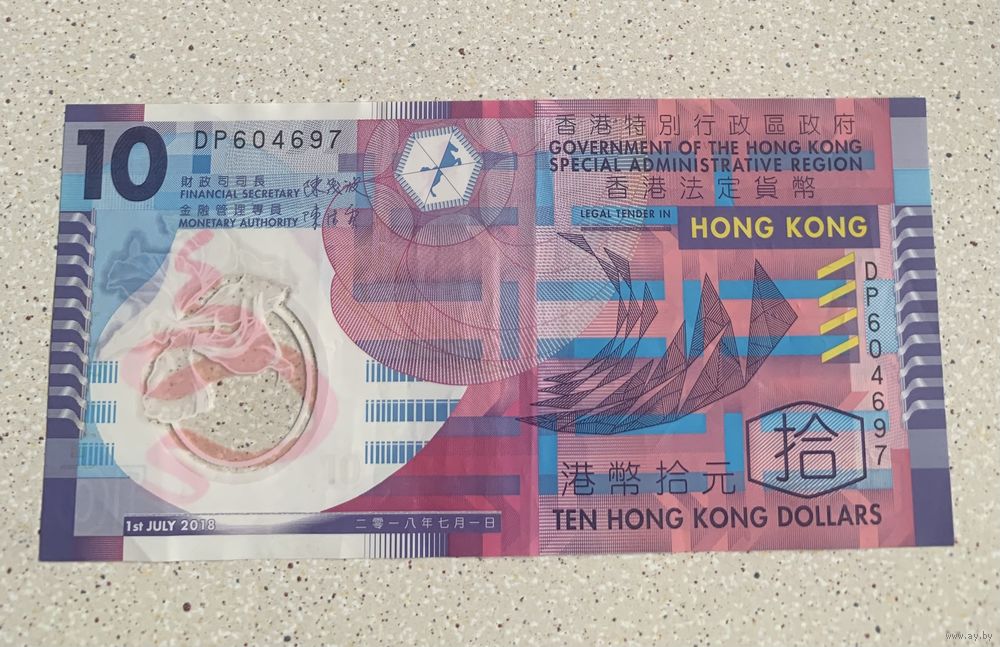 10
DP604697
財政司司長
FINANCIAL SECRETARY
金融管理專員
MONETARY AUTHORITY
香港特別行政區政府
GOVERNMENT OF THE HONG KONG
SPECIAL ADMINISTRATIVE REGION
香港法定貨幣
LEGAL TENDER IN
HONG KONG
DP604697
拾
港幣拾元
TEN HONG KONG DOLLARS
1st JULY 2018
二零一八年七月一日
www.ay.by